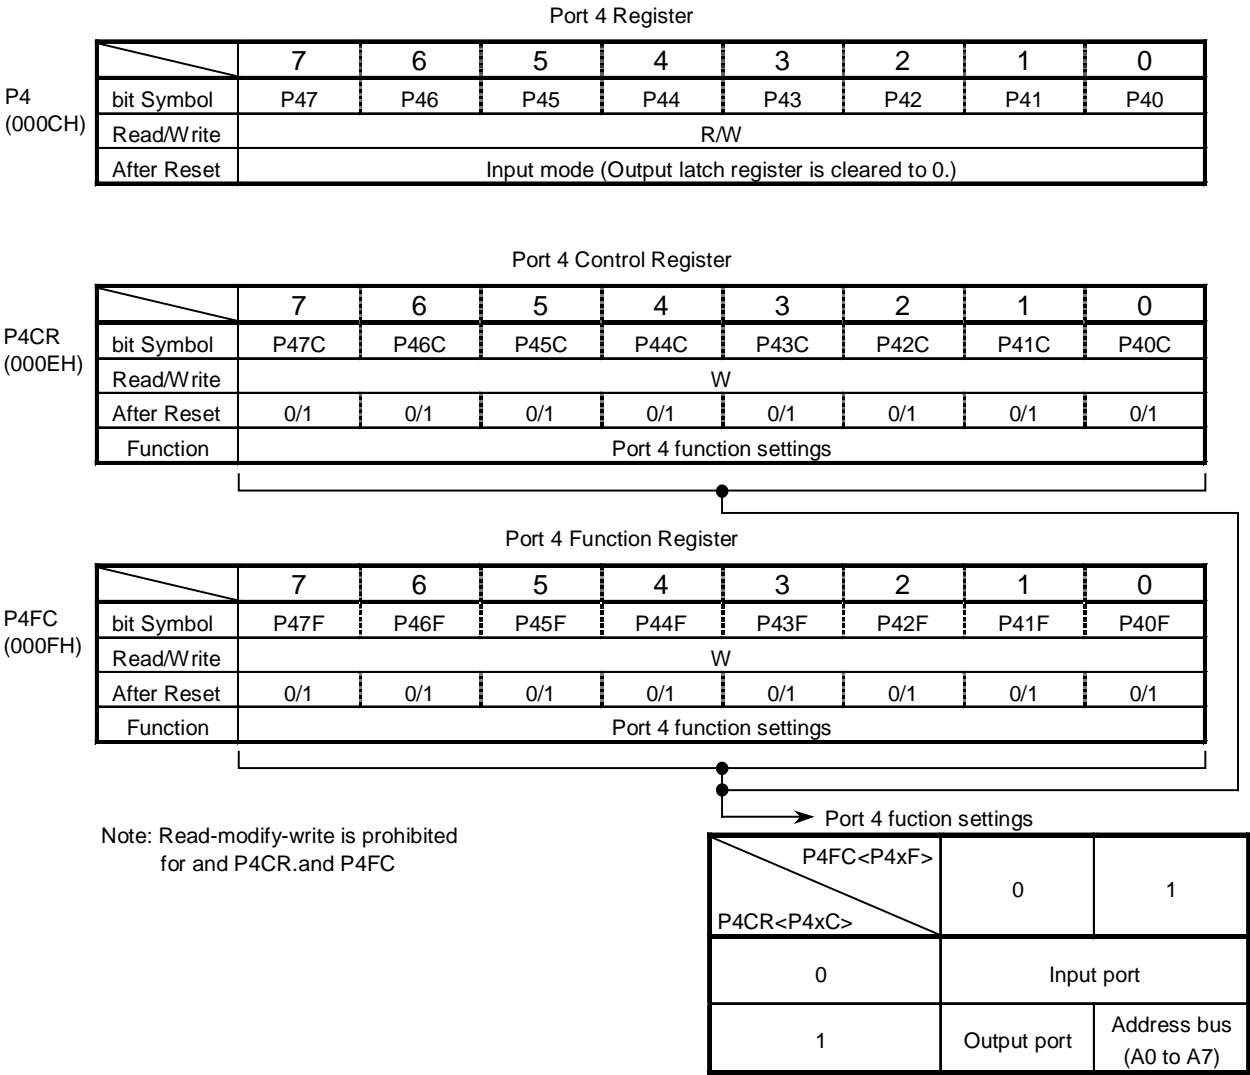 Port 4 Register
7 6 5 4 3 2 1 0
P4
(000CH)
bit Symbol P47 P46 P45 P44 P43 P42 P41 P40
Read/Write R/W
After Reset Input mode (Output latch register is cleared to 0.)
Port 4 Control Register
7 6 5 4 3 2 1 0
P4CR
(000EH)
bit Symbol P47C P46C P45C P44C P43C P42C P41C P40C
Read/Write W
After Reset 0/1 0/1 0/1 0/1 0/1 0/1 0/1 0/1
Function Port 4 function settings
Port 4 Function Register
7 6 5 4 3 2 1 0
P4FC
(000FH)
bit Symbol P47F P46F P45F P44F P43F P42F P41F P40F
Read/Write W
After Reset 0/1 0/1 0/1 0/1 0/1 0/1 0/1 0/1
Function Port 4 function settings
Note: Read-modify-write is prohibited
for and P4CR.and P4FC
Port 4 fuction settings
P4FC<P4xF> 0 1
P4CR<P4xC>
0 Input port
1 Output port Address bus
(A0 to A7)